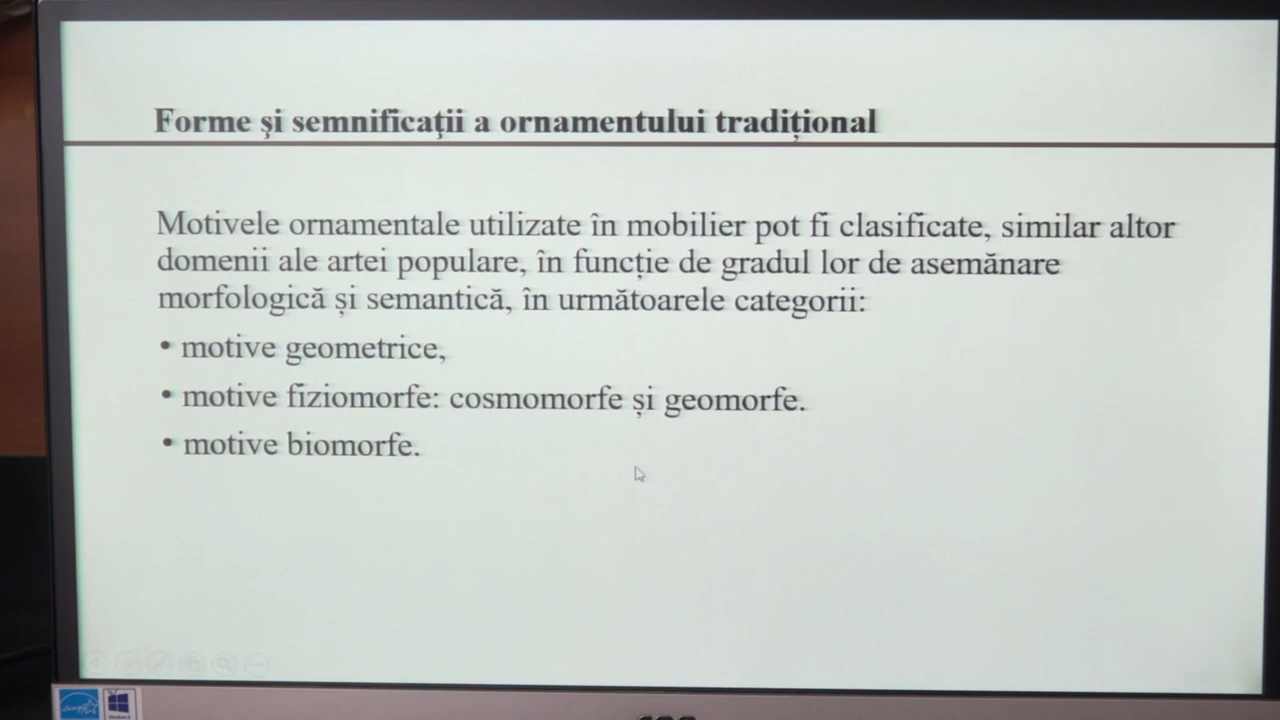 Forme și semnificaţii a ornamentului tradițional
Motivele ornamentale utilizate în mobilier pot fi clasificate, similar altor
domenii ale artei populare, în funcție de gradul lor de asemănare
morfologică și semantică, în următoarele categorii:
• motive geometrice,
• motive fiziomorfe: cosmomorfe și geomorfe.
• motive biomorfe.